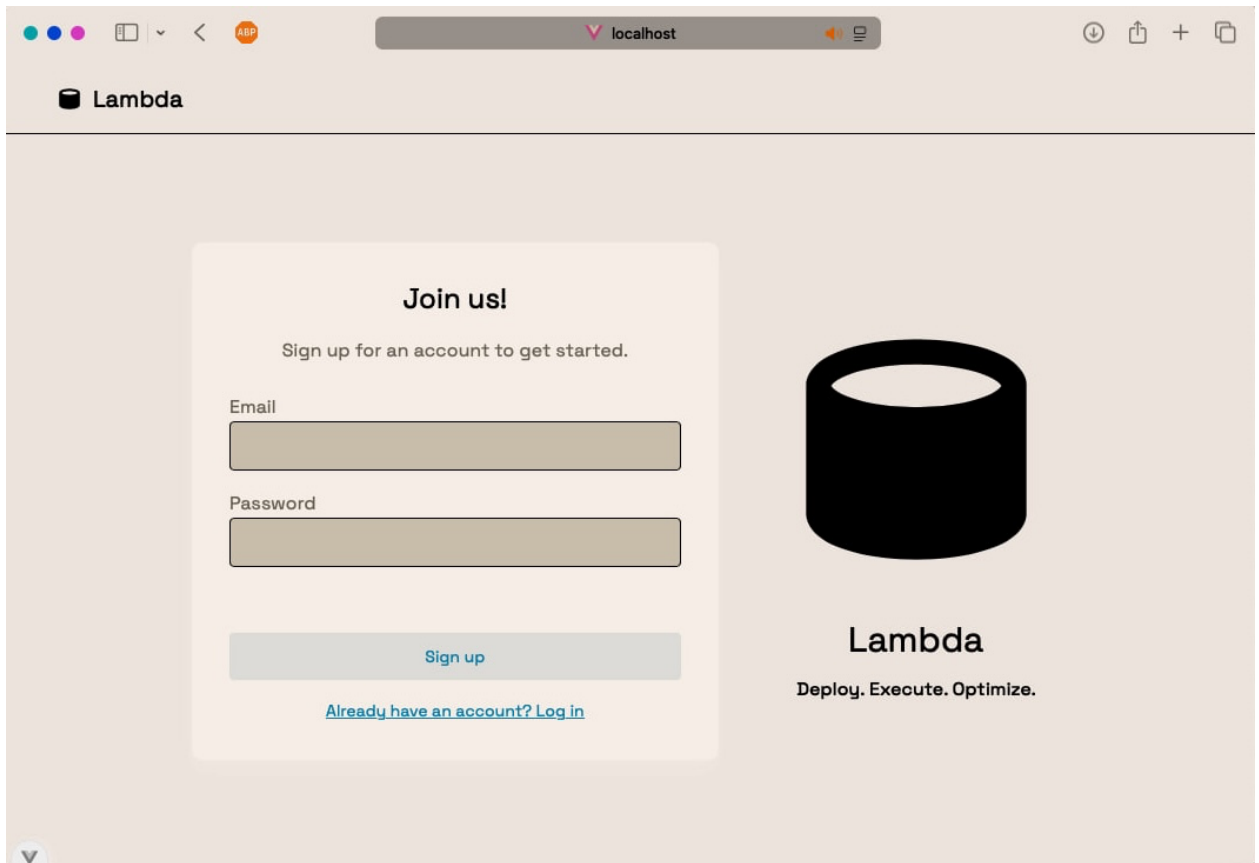 ABP
localhost
Lambda
Join us!
Sign up for an account to get started.
Email
Password
Sign up
Already have an account? Log in
Lambda
Deploy. Execute. Optimize.